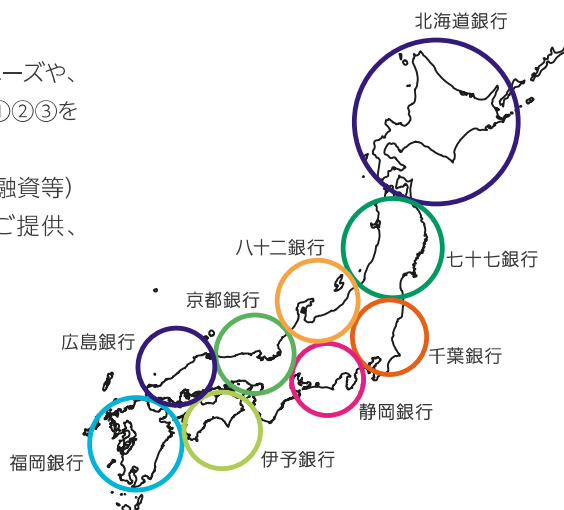 北海道銀行
ーズや、
①②③を
融資等)
ご提供、
八十二銀行
七十七銀行
京都銀行
広島銀行
千葉銀行
静岡銀行
福岡銀行
伊予銀行